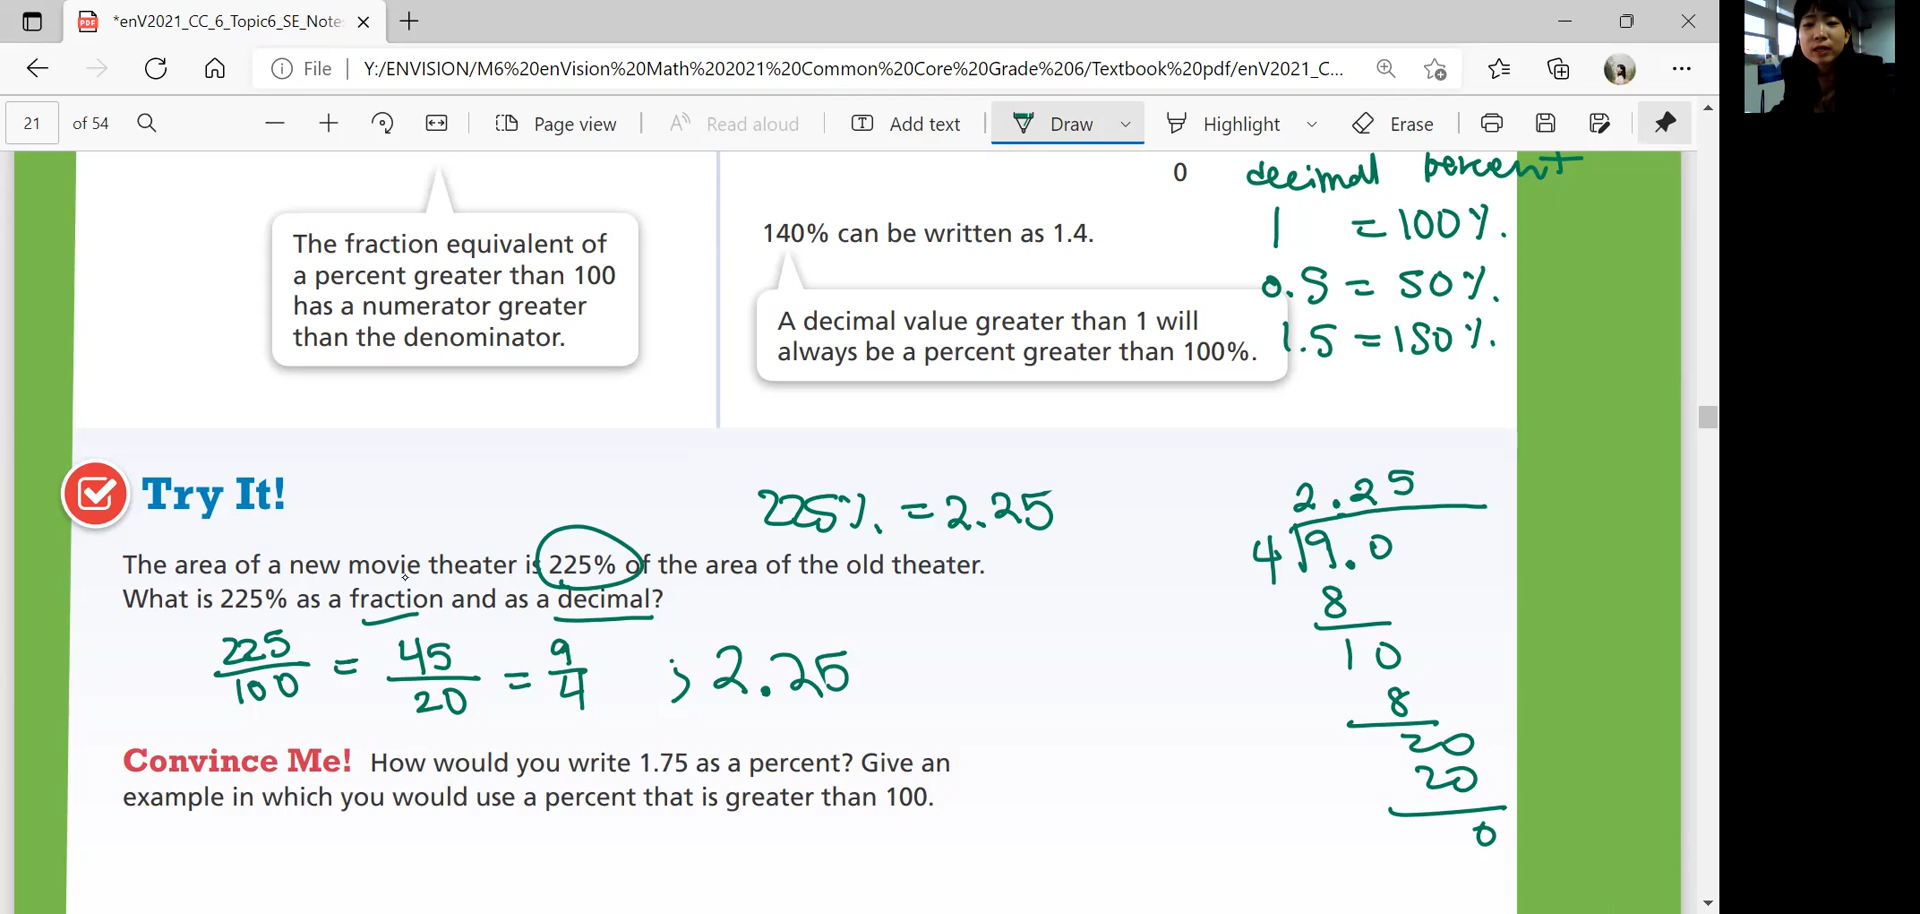 *enV2021_CC_6_Topic6_SE_Note
File
Y:/ENVISION/M6%20enVision%20Math%202021%20Common%20Core%20Grade%206/Textbook%20pdf/enV2021_C...
21 of 54
Page view
Read aloud
Add text
Draw
Highlight
Erase
The fraction equivalent of
a percent greater than 100
has a numerator greater
than the denominator.
0
140% can be written as 1.4.
A decimal value greater than 1 will
always be a percent greater than 100%.
decimal percent
1 = 100%.
0.5 = 50%.
1.5 = 150%.
Try It!
225%. = 2.25
The area of a new movie theater is 225% of the area of the old theater.
What is 225% as a fraction and as a decimal?
225/100 = 45/20 = 9/4 ; 2.25
2.25
4 9.0
8
10
8
20
20
0
Convince Me! How would you write 1.75 as a percent? Give an
example in which you would use a percent that is greater than 100.